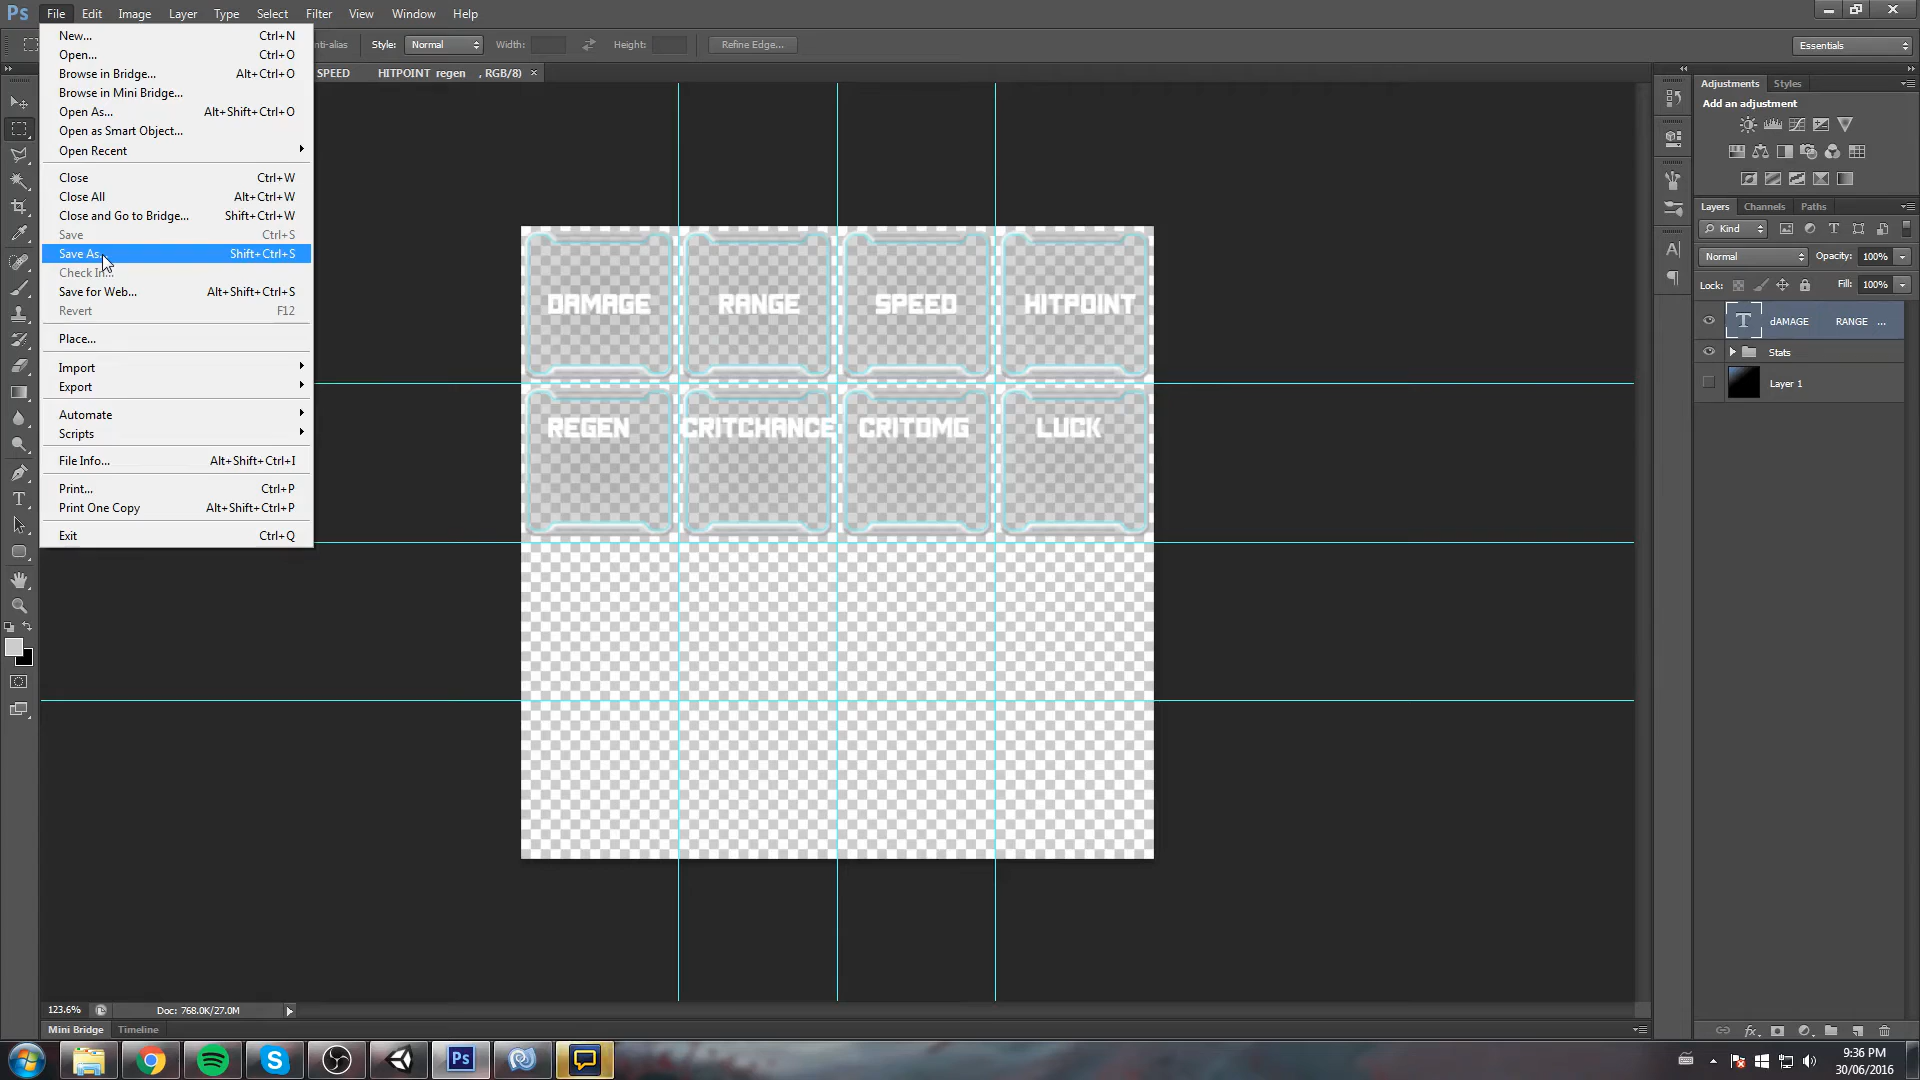 Ps File Edit Image Layer Type Select Filter View Window Help
nti-alias Style: Normal Width: Height: Refine Edge... Essentials
SPEED HITPOINT regen , RGB/8) ×
New... Ctrl+N
Open... Ctrl+O
Browse in Bridge... Alt+Ctrl+O
Browse in Mini Bridge...
Open As... Alt+Shift+Ctrl+O
Open as Smart Object...
Open Recent
Close Ctrl+W
Close All Alt+Ctrl+W
Close and Go to Bridge... Shift+Ctrl+W
Save Ctrl+S
Save As... Shift+Ctrl+S
Check In...
Save for Web... Alt+Shift+Ctrl+S
Revert F12
Place...
Import
Export
Automate
Scripts
File Info... Alt+Shift+Ctrl+I
Print... Ctrl+P
Print One Copy Alt+Shift+Ctrl+P
Exit Ctrl+Q
DAMAGE RANGE SPEED HITPOINT
REGEN CRITCHANCE CRITDMG LUCK
Adjustments Styles
Add an adjustment
Layers Channels Paths
Kind
Normal Opacity: 100%
Lock: Fill: 100%
dAMAGE RANGE ...
Stats
Layer 1
123.6% Doc: 768.0K/27.0M
Mini Bridge Timeline
Ps
9:36 PM
30/06/2016